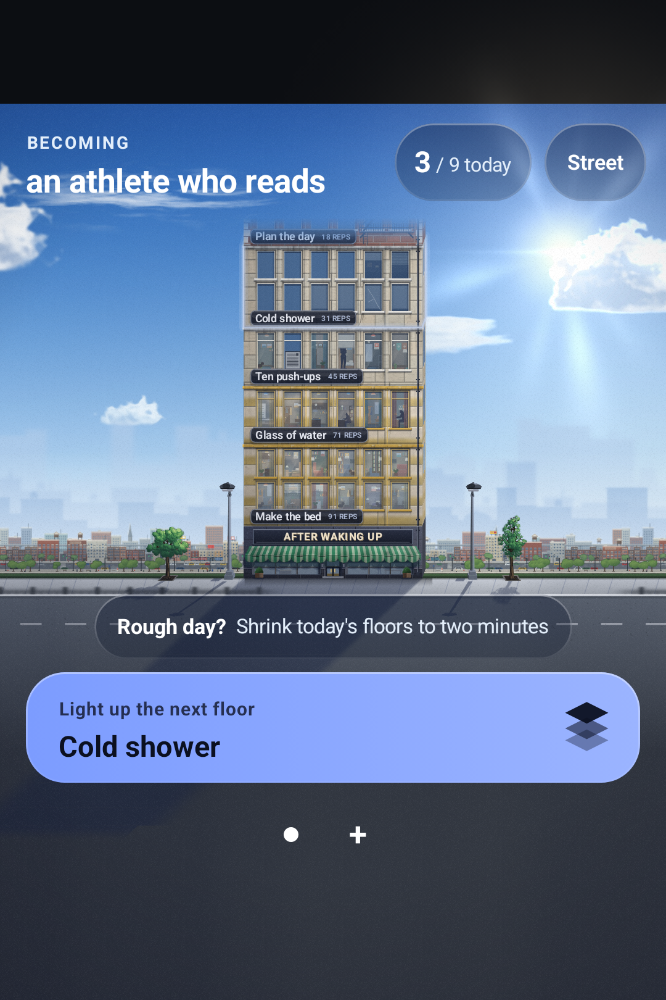 BECOMING
an athlete who reads
3 / 9 today
Street
Plan the day 18 REPS
Cold shower 31 REPS
Ten push-ups 45 REPS
Glass of water 71 REPS
Make the bed 91 REPS
AFTER WAKING UP
Rough day? Shrink today's floors to two minutes
Light up the next floor
Cold shower